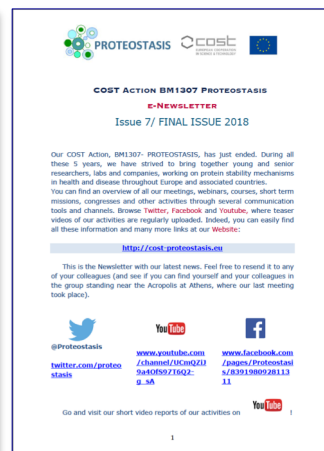 PROTEOSTASIS
cost
EUROPEAN COOPERATION
IN SCIENCE & TECHNOLOGY
COST ACTION BM1307 PROTEOSTASIS
E-NEWSLETTER
Issue 7/ FINAL ISSUE 2018
Our COST Action, BM1307- PROTEOSTASIS, has just ended. During all
these 5 years, we have strived to bring together young and senior
researchers, labs and companies, working on protein stability mechanisms
in health and disease throughout Europe and associated countries.
You can find an overview of all our meetings, webinars, courses, short term
missions, congresses and other activities through several communication
tools and channels. Browse Twitter, Facebook and Youtube, where teaser
videos of our activities are regularly uploaded. Indeed, you can easily find
all these information and many more links at our Website:
http://cost-proteostasis.eu
This is the Newsletter with our latest news. Feel free to resend it to any
of your colleagues (and see if you can find yourself and your colleagues in
the group standing near the Acropolis at Athens, where our last meeting
took place).
@Proteostasis
twitter.com/proteo
stasis
YouTube
www.youtube.com
/channel/UCmQZiJ
9a4OfS97T6Q2-
g_sA
www.facebook.com
/pages/Proteostasi
s/8391980928113
11
Go and visit our short video reports of our activities on YouTube !
1